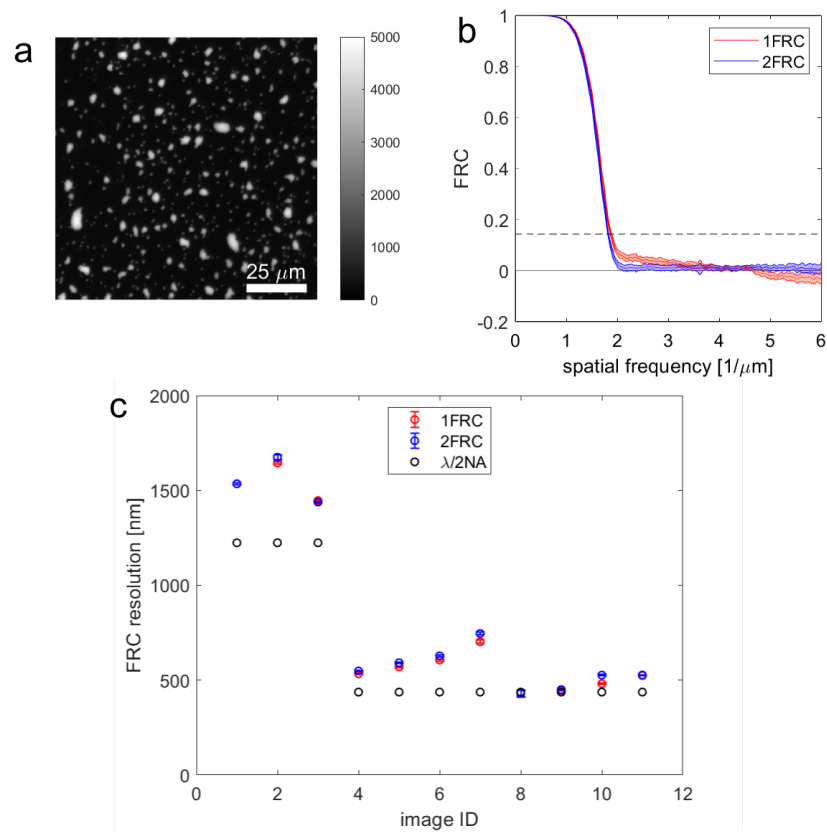 a
5000
4000
3000
2000
1000
0
25 μm
b
1FRC
2FRC
1
0.8
0.6
0.4
0.2
0
-0.2
FRC
0 1 2 3 4 5 6
spatial frequency [1/μm]
c
2000
1500
1000
500
0
FRC resolution [nm]
1FRC
2FRC
λ/2NA
0 2 4 6 8 10 12
image ID